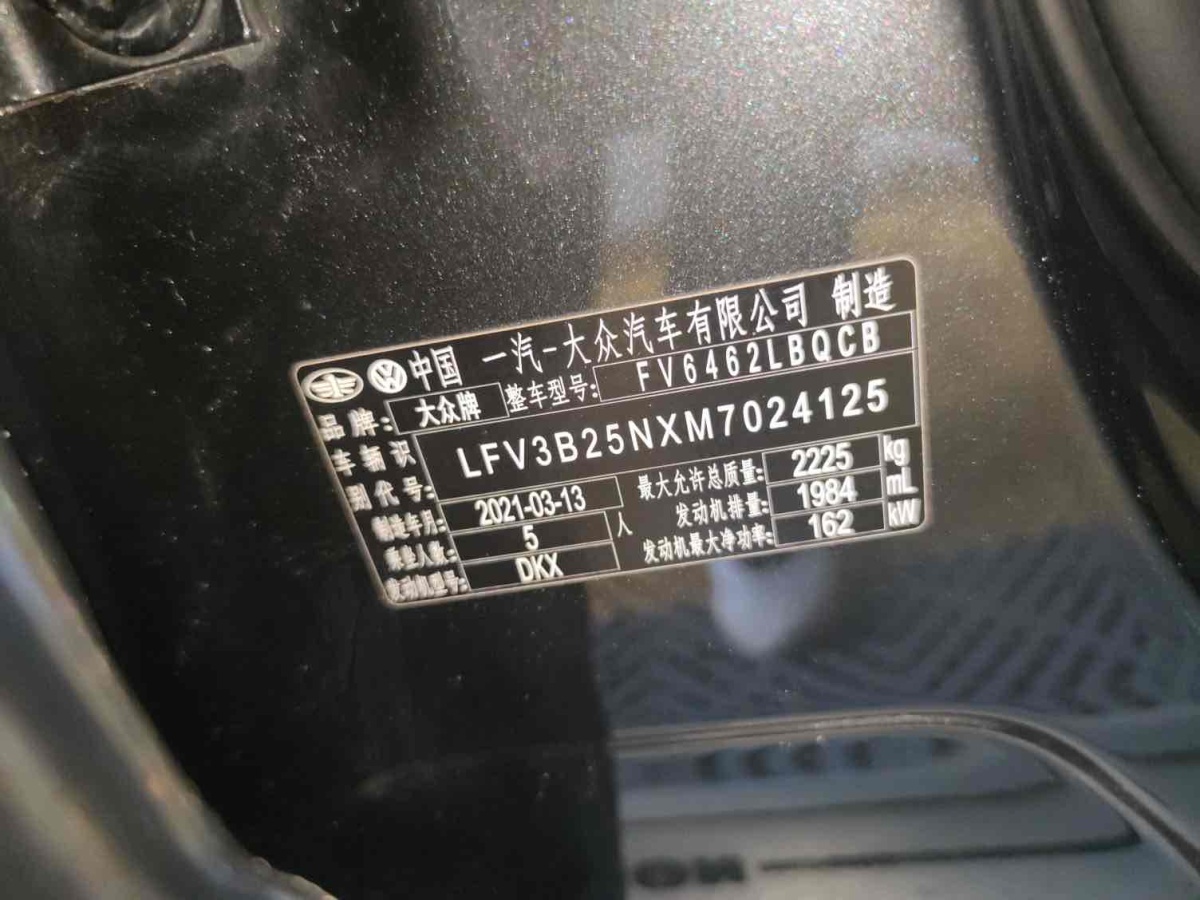 中国 一汽-大众汽车有限公司 制造
品牌: 大众牌 整车型号: FV6462LBQCB
车辆识别代号: LFV3B25NXM7024125
制造年月: 2021-03-13 最大允许总质量: 2225 kg
乘坐人数: 5 人 发动机排量: 1984 mL
发动机型号: DKX 发动机最大净功率: 162 kW